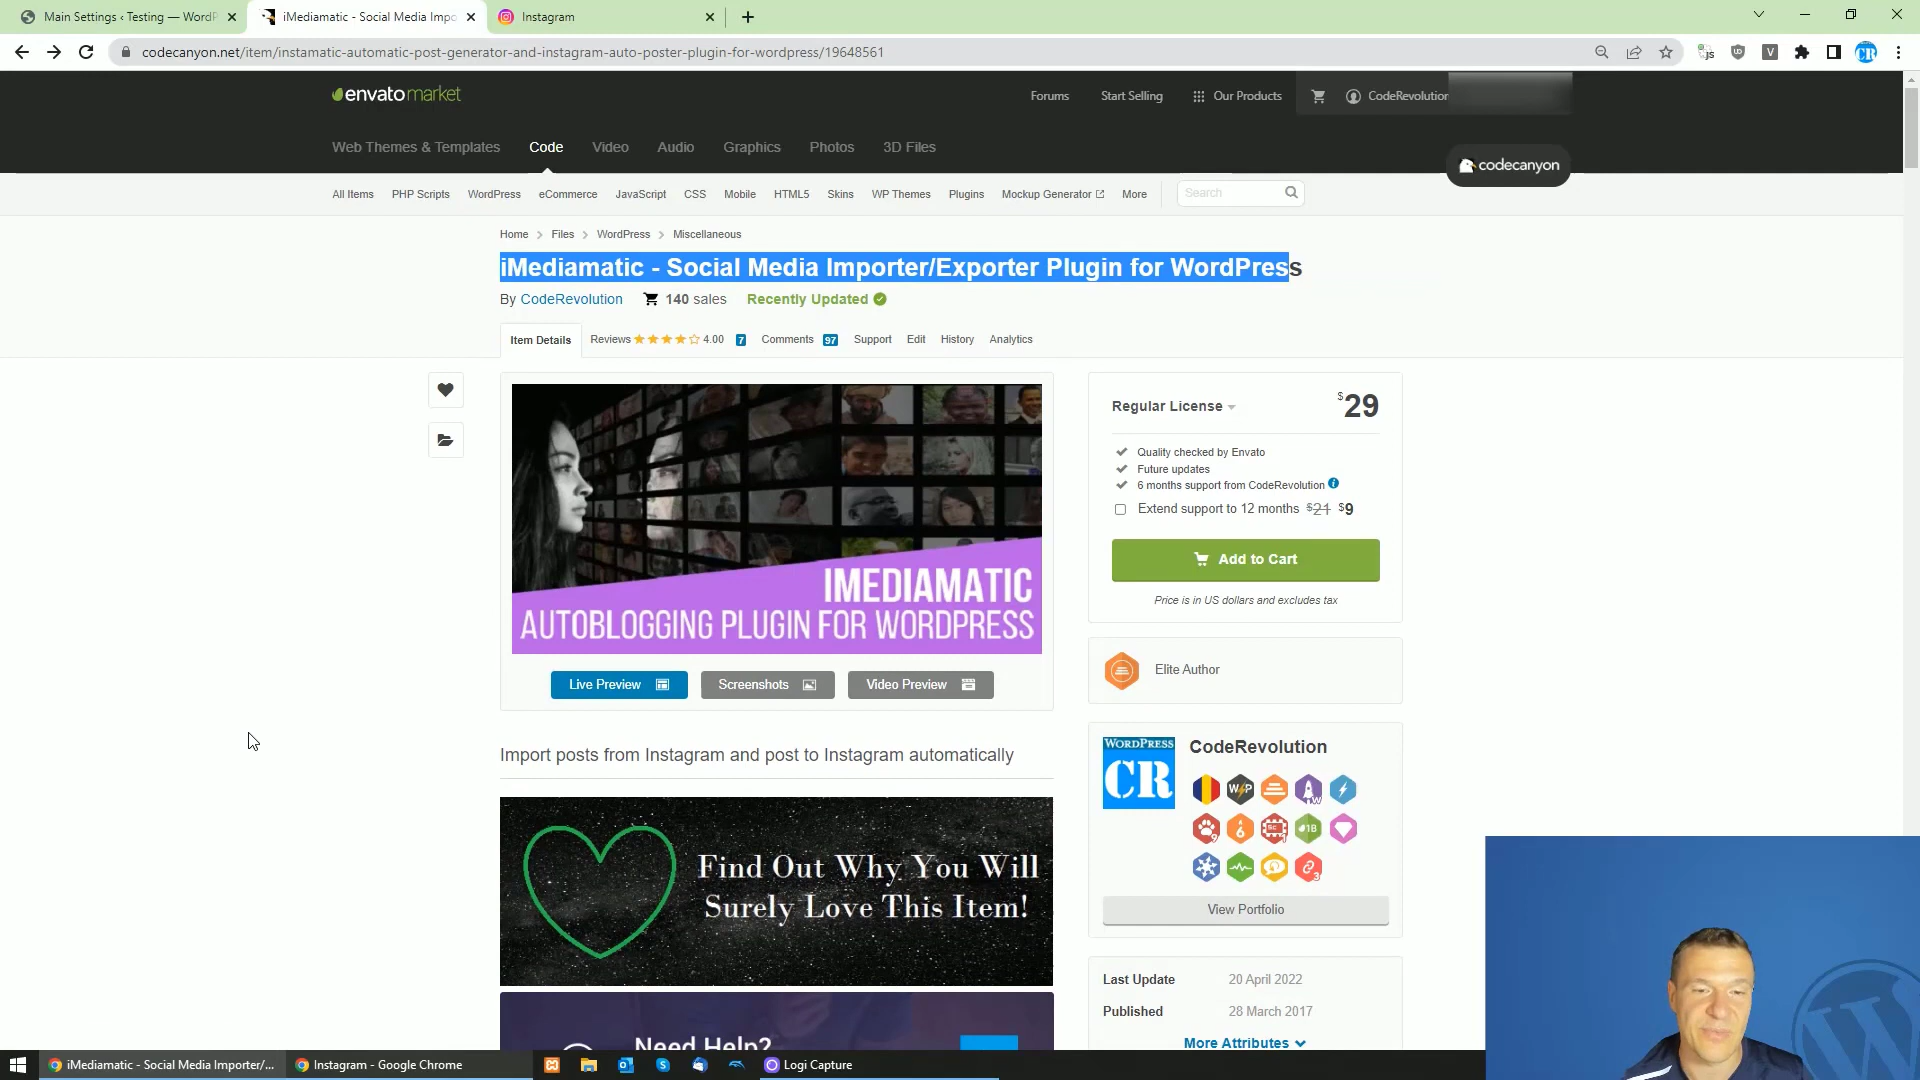 Main Settings ‹ Testing — WordP
iMediamatic - Social Media Impo
Instagram
codecanyon.net/item/instamatic-automatic-post-generator-and-instagram-auto-poster-plugin-for-wordpress/19648561
envatomarket
Forums
Start Selling
Our Products
CodeRevolution
Web Themes & Templates
Code
Video
Audio
Graphics
Photos
3D Files
codecanyon
All Items
PHP Scripts
WordPress
eCommerce
JavaScript
CSS
Mobile
HTML5
Skins
WP Themes
Plugins
Mockup Generator
More
Search
Home
Files
WordPress
Miscellaneous
iMediamatic - Social Media Importer/Exporter Plugin for WordPress
By CodeRevolution
140 sales
Recently Updated
Item Details
Reviews
4.00
7
Comments
97
Support
Edit
History
Analytics
IMEDIAMATIC
AUTOBLOGGING PLUGIN FOR WORDPRESS
Live Preview
Screenshots
Video Preview
Regular License
$29
Quality checked by Envato
Future updates
6 months support from CodeRevolution
Extend support to 12 months $21 $9
Add to Cart
Price is in US dollars and excludes tax
Elite Author
Import posts from Instagram and post to Instagram automatically
Find Out Why You Will
Surely Love This Item!
Need Help?
WORDPRESS
CR
CodeRevolution
View Portfolio
Last Update
20 April 2022
Published
28 March 2017
More Attributes
iMediamatic - Social Media Importer/...
Instagram - Google Chrome
Logi Capture